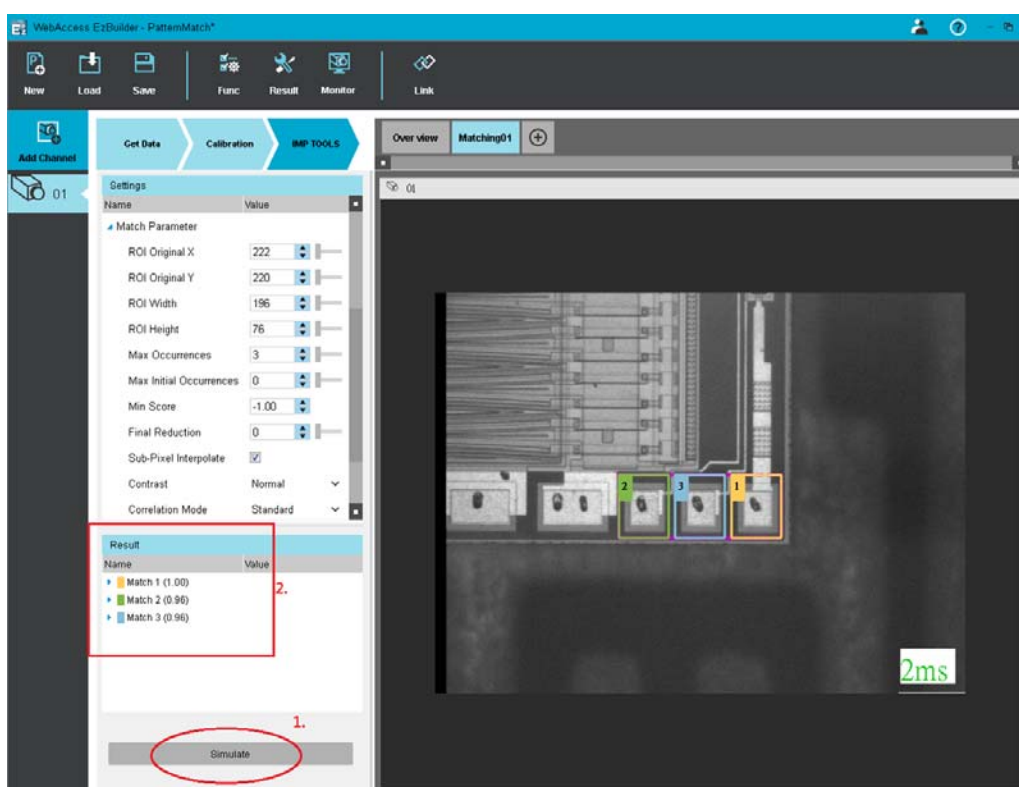 WebAccess EzBuilder - PatternMatch*
New Load Save Func Result Monitor Link
Add Channel
01
Get Data Calibration IMP TOOLS
Over view Matching01
01
Settings
Name Value
Match Parameter
ROI Original X 222
ROI Original Y 220
ROI Width 196
ROI Height 76
Max Occurrences 3
Max Initial Occurrences 0
Min Score -1.00
Final Reduction 0
Sub-Pixel Interpolate
Contrast Normal
Correlation Mode Standard
Result
Name Value
Match 1 (1.00)
Match 2 (0.96)
Match 3 (0.96)
2.
1.
Simulate
2 3 1
2ms